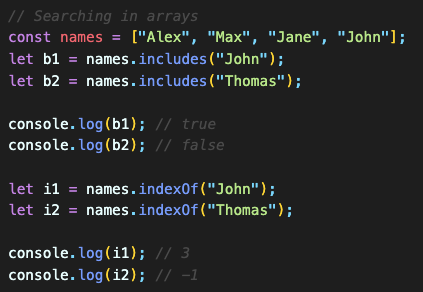 // Searching in arrays
const names = ["Alex", "Max", "Jane", "John"];
let b1 = names.includes("John");
let b2 = names.includes("Thomas");

console.log(b1); // true
console.log(b2); // false

let i1 = names.indexOf("John");
let i2 = names.indexOf("Thomas");

console.log(i1); // 3
console.log(i2); // -1